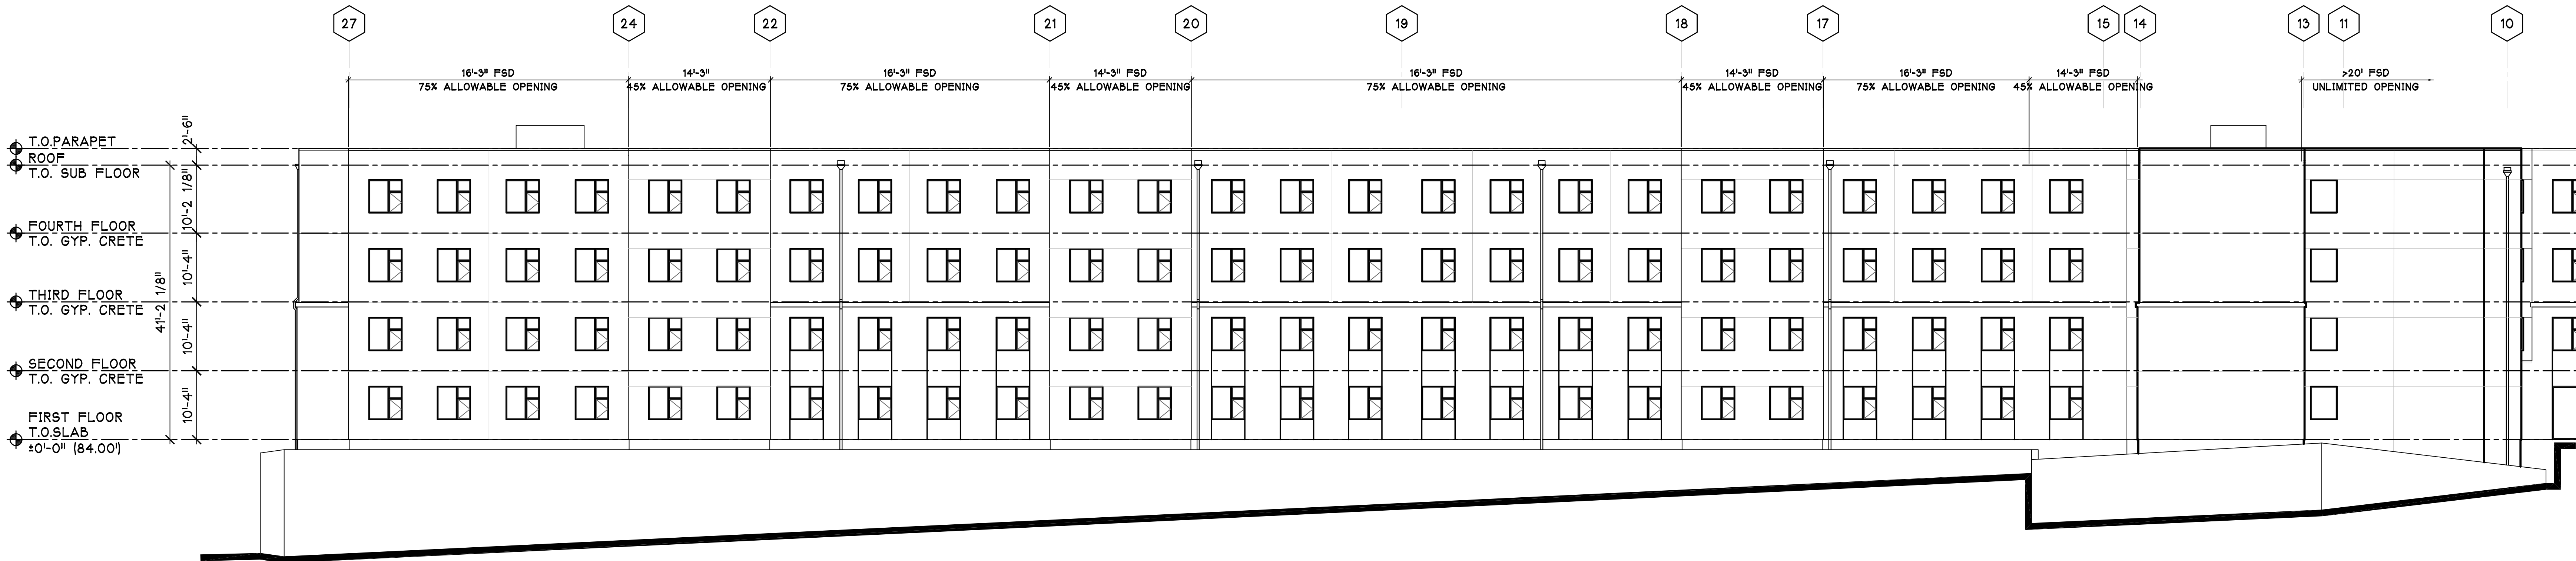 27 24 22 21 20 19 18 17 15 14 13 11 10
16'-3" FSD 14'-3" 16'-3" FSD 14'-3" FSD 16'-3" FSD 14'-3" FSD 16'-3" FSD 14'-3" FSD >20' FSD
75% ALLOWABLE OPENING 45% ALLOWABLE OPENING 75% ALLOWABLE OPENING 45% ALLOWABLE OPENING 75% ALLOWABLE OPENING 45% ALLOWABLE OPENING 75% ALLOWABLE OPENING 45% ALLOWABLE OPENING UNLIMITED OPENING
T.O.PARAPET
2'-6"
ROOF
T.O. SUB FLOOR
10'-2 1/8"
FOURTH FLOOR
T.O. GYP. CRETE
10'-4"
THIRD FLOOR
T.O. GYP. CRETE
41'-2 1/8"
10'-4"
SECOND FLOOR
T.O. GYP. CRETE
10'-4"
FIRST FLOOR
T.O.SLAB
±0'-0" (84.00')